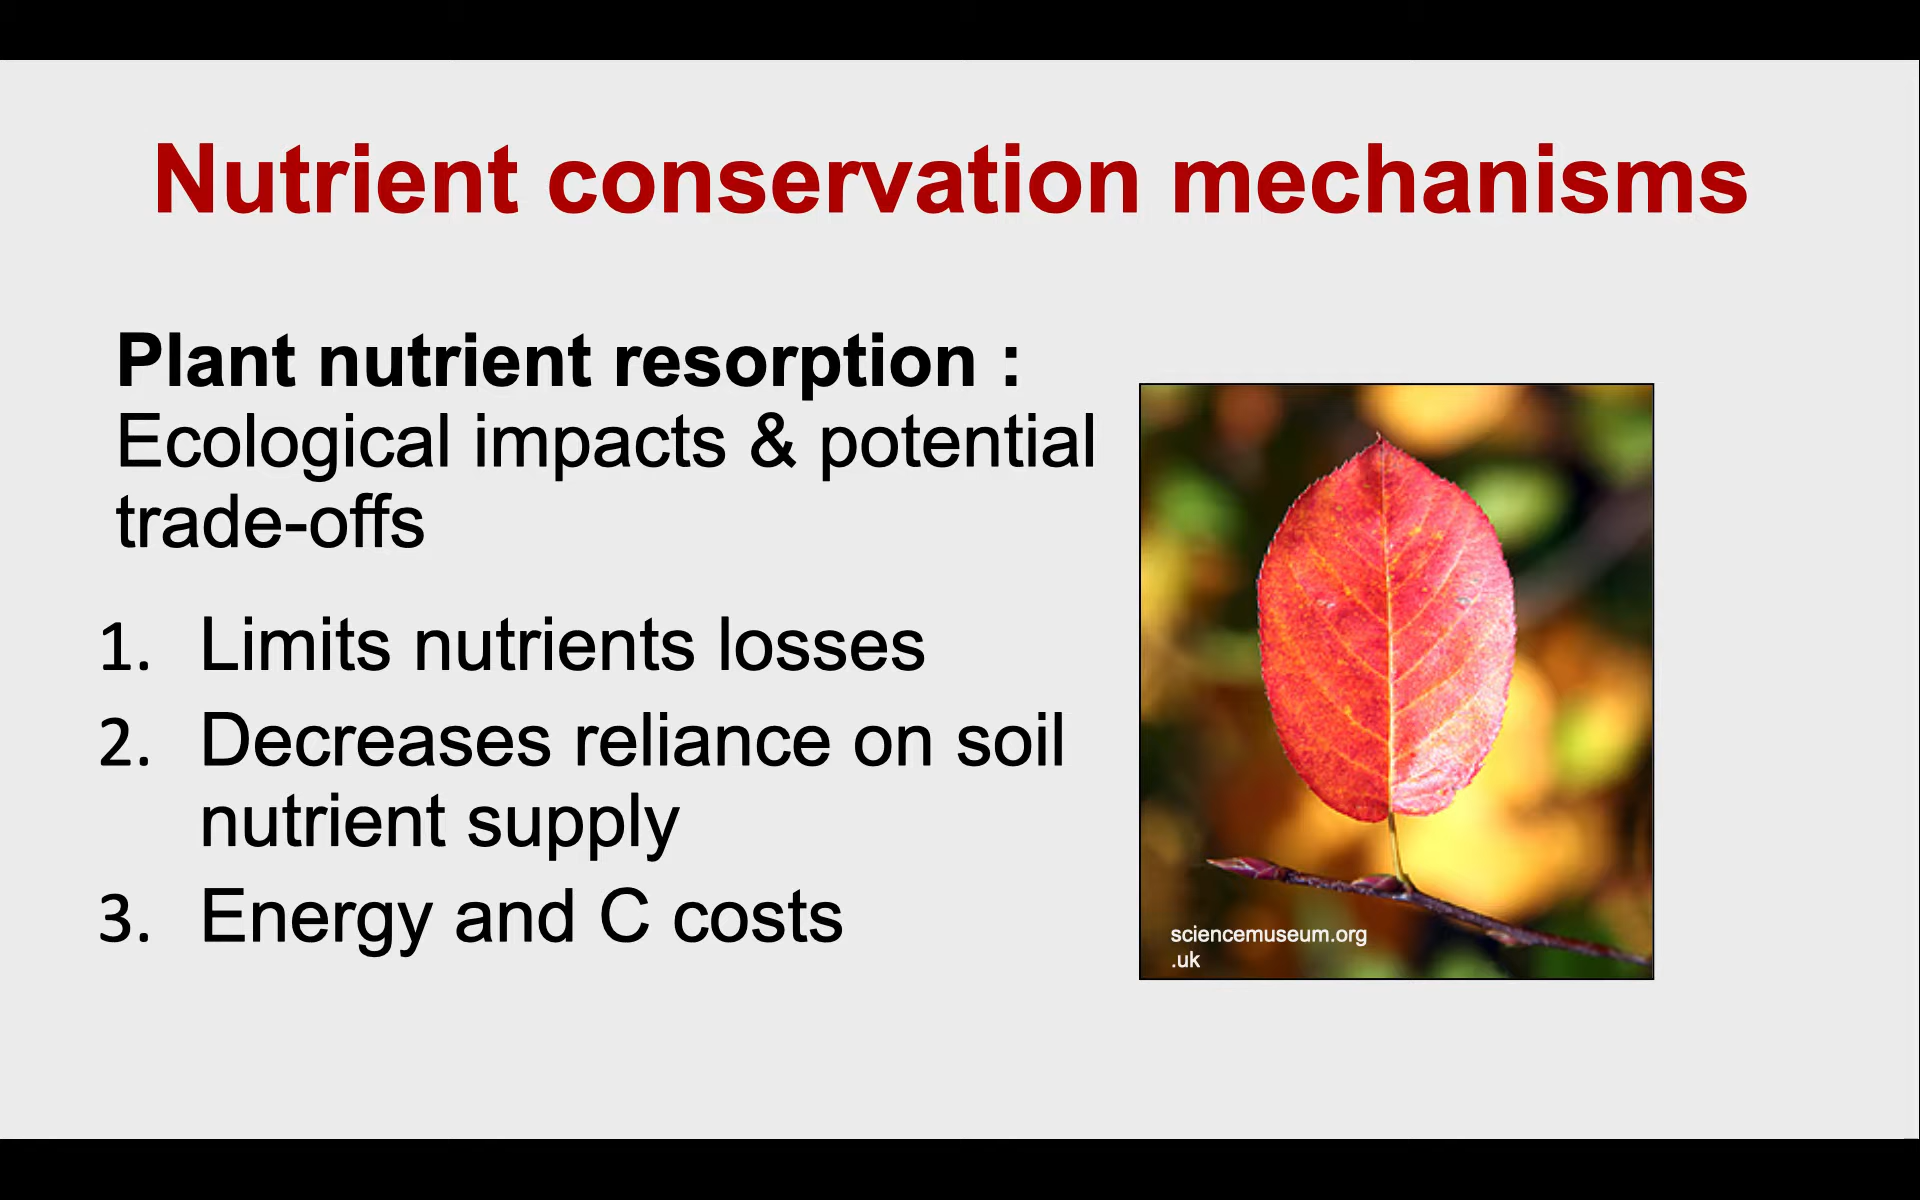 Nutrient conservation mechanisms
Plant nutrient resorption :
Ecological impacts & potential
trade-offs
1. Limits nutrients losses
2. Decreases reliance on soil
nutrient supply
3. Energy and C costs
sciencemuseum.org
.uk